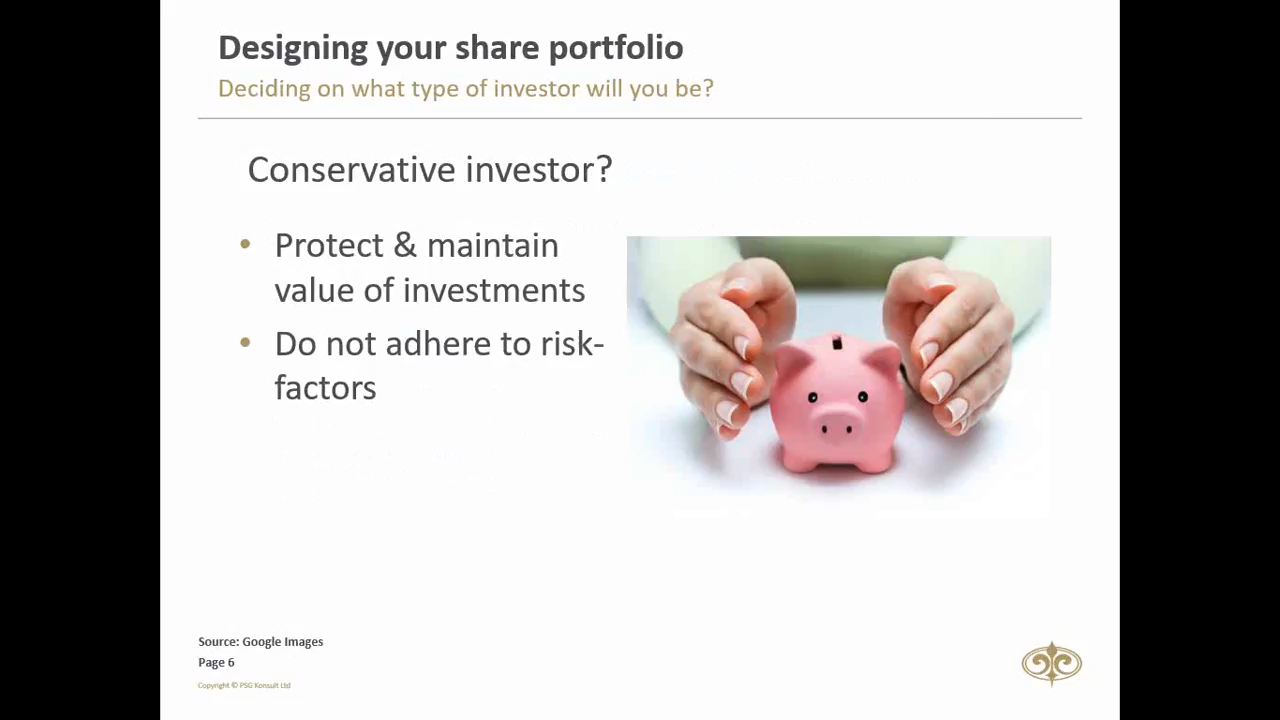 Designing your share portfolio
Deciding on what type of investor will you be?
Conservative investor?
• Protect & maintain
value of investments
• Do not adhere to risk-
factors
Source: Google Images
Page 6
Copyright © PSG Konsult Ltd